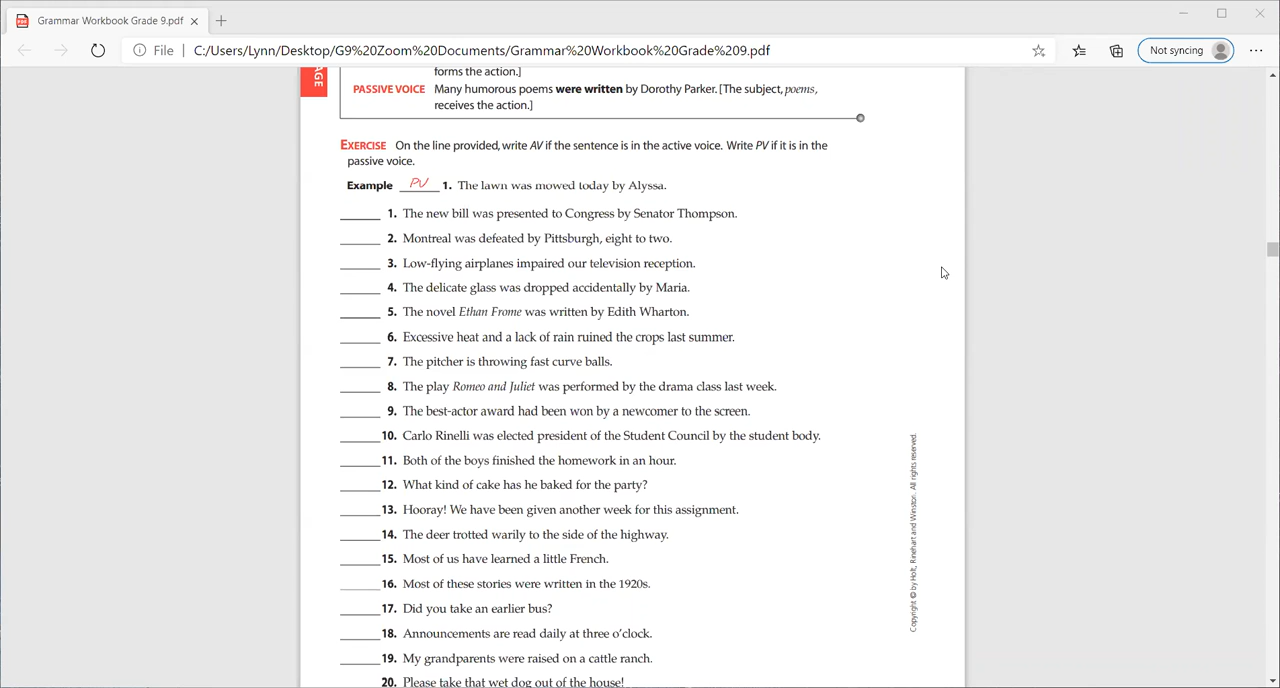 Grammar Workbook Grade 9.pdf
File C:/Users/Lynn/Desktop/G9%20Zoom%20Documents/Grammar%20Workbook%20Grade%209.pdf Not syncing
AGE
forms the action.]
PASSIVE VOICE Many humorous poems were written by Dorothy Parker. [The subject, poems,
receives the action.]
EXERCISE On the line provided, write AV if the sentence is in the active voice. Write PV if it is in the
passive voice.
Example PV 1. The lawn was mowed today by Alyssa.
1. The new bill was presented to Congress by Senator Thompson.
2. Montreal was defeated by Pittsburgh, eight to two.
3. Low-flying airplanes impaired our television reception.
4. The delicate glass was dropped accidentally by Maria.
5. The novel Ethan Frome was written by Edith Wharton.
6. Excessive heat and a lack of rain ruined the crops last summer.
7. The pitcher is throwing fast curve balls.
8. The play Romeo and Juliet was performed by the drama class last week.
9. The best-actor award had been won by a newcomer to the screen.
10. Carlo Rinelli was elected president of the Student Council by the student body.
11. Both of the boys finished the homework in an hour.
12. What kind of cake has he baked for the party?
13. Hooray! We have been given another week for this assignment.
14. The deer trotted warily to the side of the highway.
15. Most of us have learned a little French.
16. Most of these stories were written in the 1920s.
17. Did you take an earlier bus?
18. Announcements are read daily at three o'clock.
19. My grandparents were raised on a cattle ranch.
20. Please take that wet dog out of the house!
Copyright © by Holt, Rinehart and Winston. All rights reserved.